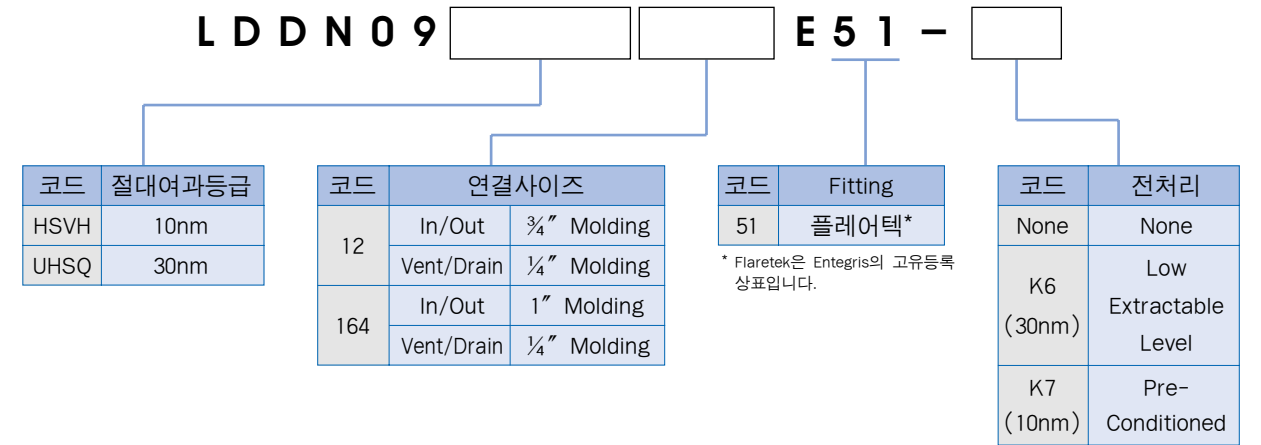 LDDN09 E51 -
코드 절대여과등급
HSVH 10nm
UHSQ 30nm
코드 연결사이즈
12 In/Out ¾″ Molding
Vent/Drain ¼″ Molding
164 In/Out 1″ Molding
Vent/Drain ¼″ Molding
코드 Fitting
51 플레어텍*
* Flaretek은 Entegris의 고유등록
상표입니다.
코드 전처리
None None
K6
(30nm)
Low
Extractable
Level
K7
(10nm)
Pre-
Conditioned